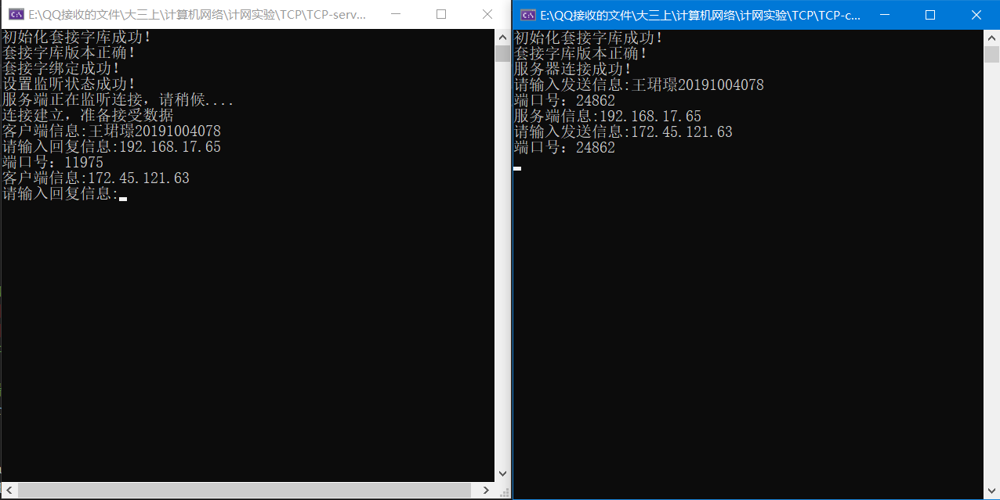 E:\QQ接收的文件\大三上\计算机网络\计网实验\TCP\TCP-serv...
初始化套接字库成功！
套接字库版本正确！
套接字绑定成功！
设置监听状态成功！
服务端正在监听连接，请稍候....
连接建立，准备接受数据
客户端信息:王珺璟20191004078
请输入回复信息:192.168.17.65
端口号：11975
客户端信息:172.45.121.63
请输入回复信息:
E:\QQ接收的文件\大三上\计算机网络\计网实验\TCP\TCP-c...
初始化套接字库成功！
套接字库版本正确！
服务器连接成功！
请输入发送信息:王珺璟20191004078
端口号：24862
服务端信息:192.168.17.65
请输入发送信息:172.45.121.63
端口号：24862